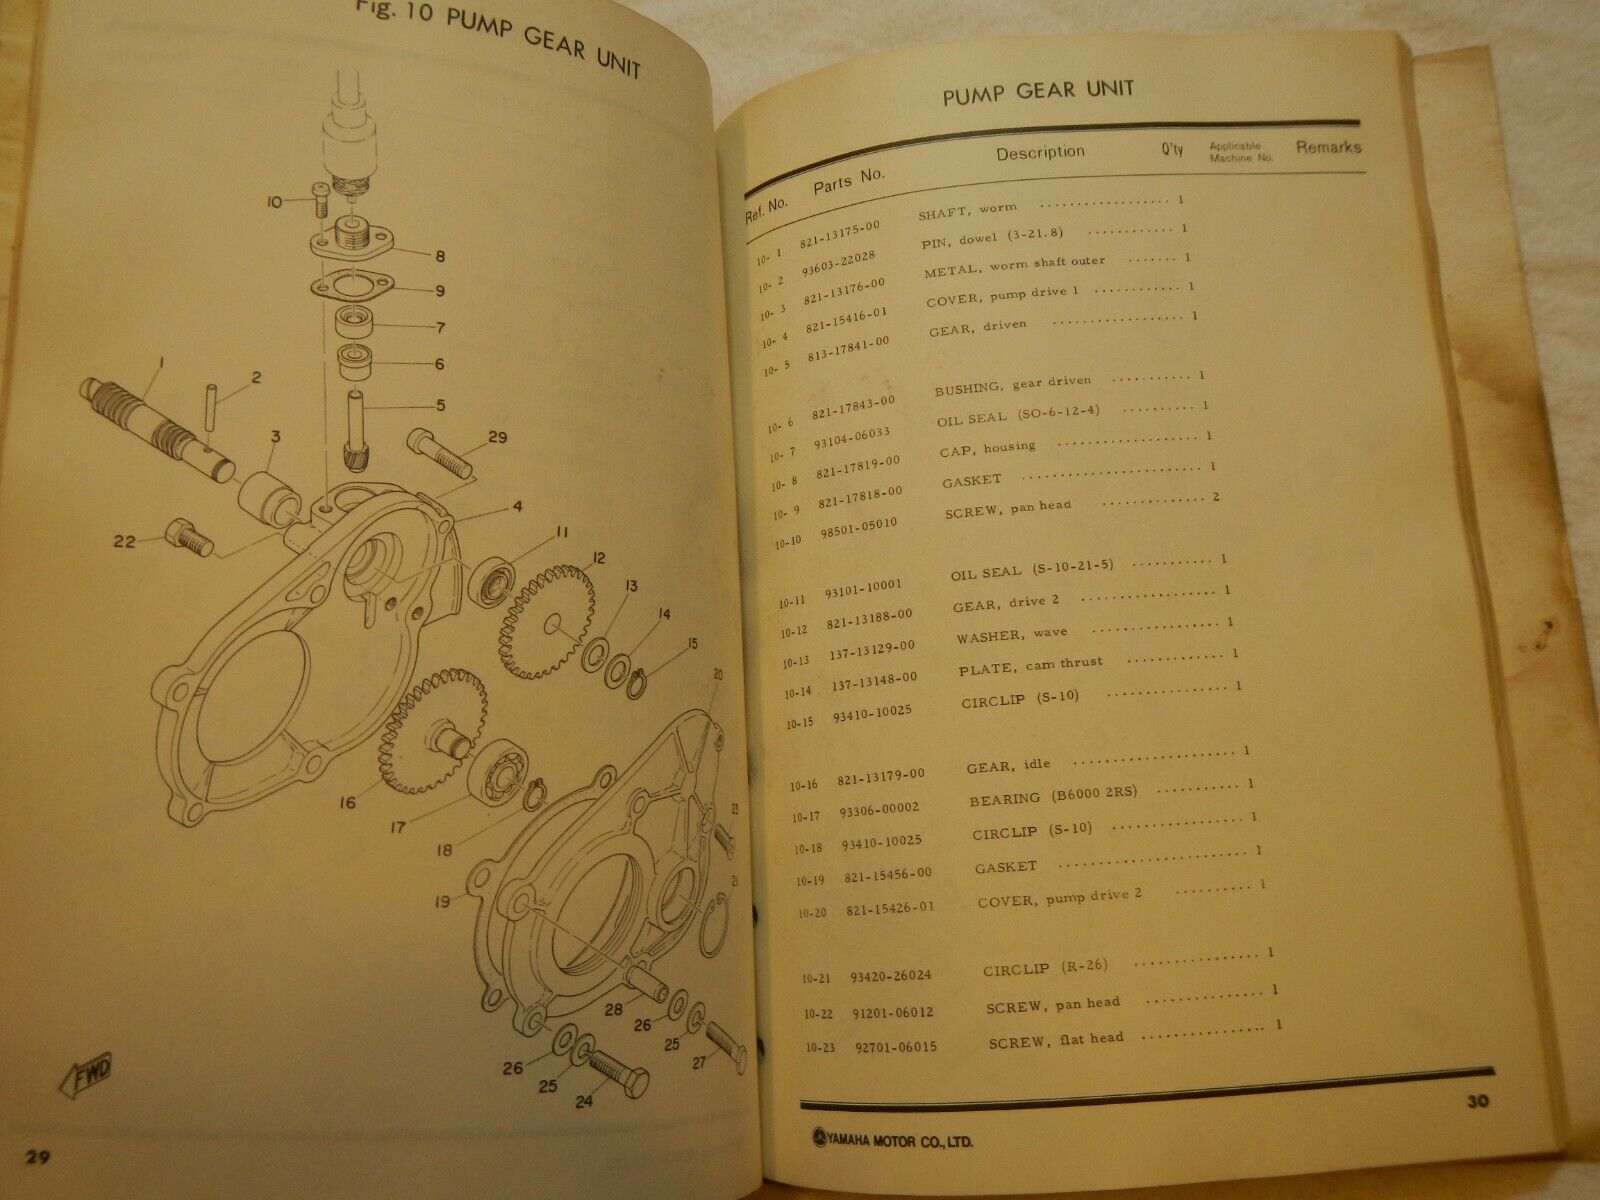 Fig. 10 PUMP GEAR UNIT
10
8
9
7
6
1
2
5
3
29
4
22
11
12
13
14
15
20
16
17
23
18
21
19
28
26
25
26
27
25
24
FWD
29
PUMP GEAR UNIT
Ref. No. Parts No. Description Q'ty Applicable Machine No. Remarks
10- 1 821-13175-00 SHAFT, worm .................. 1
10- 2 93603-22028 PIN, dowel (3-21.8) ............ 1
10- 3 821-13176-00 METAL, worm shaft outer ....... 1
10- 4 821-15416-01 COVER, pump drive 1 ............ 1
10- 5 813-17841-00 GEAR, driven .................. 1
10- 6 821-17843-00 BUSHING, gear driven ........... 1
10- 7 93104-06033 OIL SEAL (SO-6-12-4) .......... 1
10- 8 821-17819-00 CAP, housing ................... 1
10- 9 821-17818-00 GASKET ........................ 1
10-10 98501-05010 SCREW, pan head .............. 2
10-11 93101-10001 OIL SEAL (S-10-21-5) ........... 1
10-12 821-13188-00 GEAR, drive 2 .................. 1
10-13 137-13129-00 WASHER, wave ................. 1
10-14 137-13148-00 PLATE, cam thrust ............. 1
10-15 93410-10025 CIRCLIP (S-10) ................ 1
10-16 821-13179-00 GEAR, idle ...................... 1
10-17 93306-00002 BEARING (B6000 2RS) ........... 1
10-18 93410-10025 CIRCLIP (S-10) ................. 1
10-19 821-15456-00 GASKET ........................ 1
10-20 821-15426-01 COVER, pump drive 2 .......... 1
10-21 93420-26024 CIRCLIP (R-26) ................ 1
10-22 91201-06012 SCREW, pan head ............... 1
10-23 92701-06015 SCREW, flat head ................ 1
YAMAHA MOTOR CO., LTD.
30